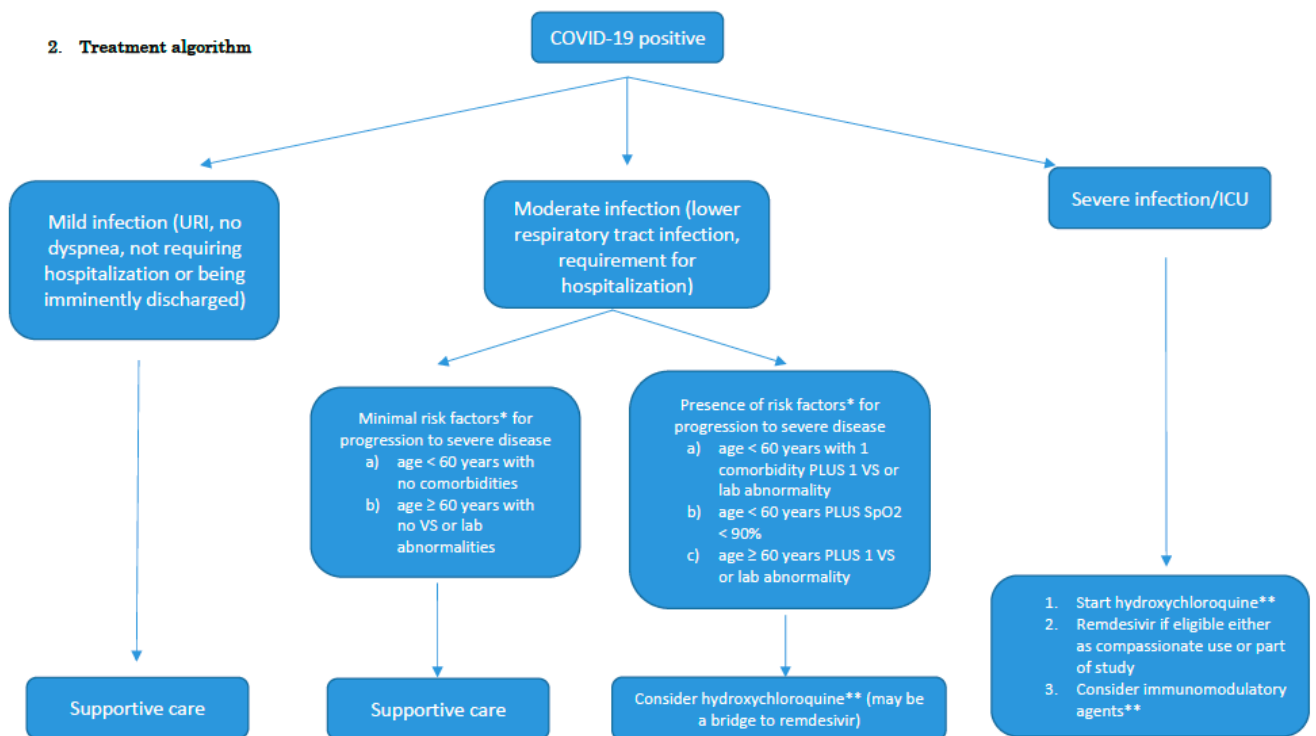 2. Treatment algorithm
COVID-19 positive
Mild infection (URI, no
dyspnea, not requiring
hospitalization or being
imminently discharged)
Moderate infection (lower
respiratory tract infection,
requirement for
hospitalization)
Severe infection/ICU
Minimal risk factors* for
progression to severe disease
a) age < 60 years with
no comorbidities
b) age ≥ 60 years with
no VS or lab
abnormalities
Presence of risk factors* for
progression to severe disease
a) age < 60 years with 1
comorbidity PLUS 1 VS or
lab abnormality
b) age < 60 years PLUS SpO2
< 90%
c) age ≥ 60 years PLUS 1 VS
or lab abnormality
Supportive care
Supportive care
Consider hydroxychloroquine** (may be
a bridge to remdesivir)
1. Start hydroxychloroquine**
2. Remdesivir if eligible either
as compassionate use or part
of study
3. Consider immunomodulatory
agents**